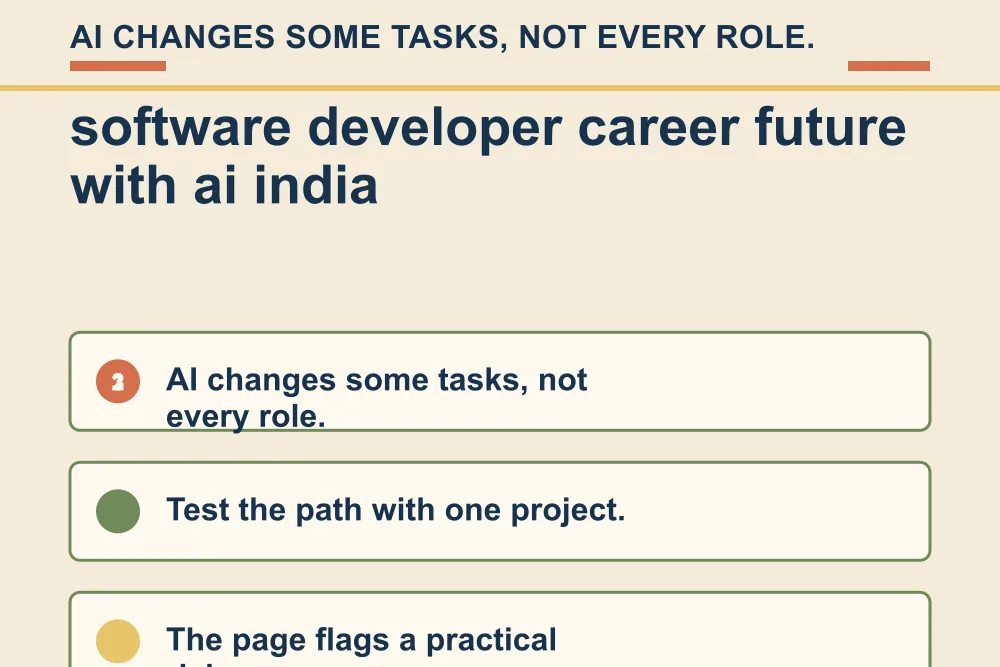 AI CHANGES SOME TASKS, NOT EVERY ROLE.
software developer career future
with ai india
AI changes some tasks, not
every role.
Test the path with one project.
The page flags a practical